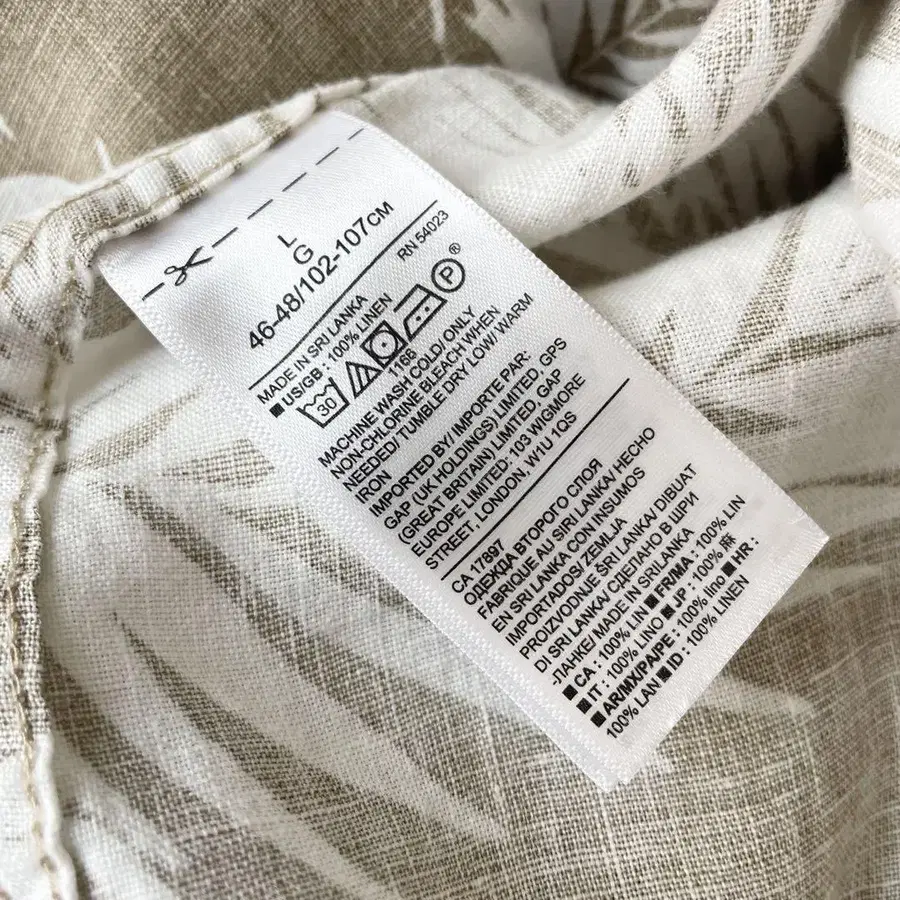 L
G
46-48/102-107CM
RN 54023
MADE IN SRI LANKA
US/GB : 100% LINEN
30
1166
P
®
MACHINE WASH COLD/ ONLY
NON-CHLORINE BLEACH WHEN
NEEDED/ TUMBLE DRY LOW/ WARM
IRON
IMPORTED BY/ IMPORTE PAR:
GAP (UK HOLDINGS) LIMITED, GPS
(GREAT BRITAIN) LIMITED, GAP
EUROPE LIMITED: 103 WIGMORE
STREET, LONDON, W1U 1QS
CA 17897
ОДЕЖДА ВТОРОГО СЛОЯ
FABRIQUE AU SRI LANKA/ HECHO
EN SRI LANKA CON INSUMOS
IMPORTADOS/ ZEMLJA
PROIZVODNJE ŠRI LANKA/ DIBUAT
DI SRI LANKA/ СДЕЛАНО В ШРИ
-ЛАНКЕ/ MADE IN SRILANKA
CA : 100% LIN FR/MA : 100% LIN
IT : 100% LINO JP : 100% 麻
AR/MX/PA/PE : 100% lino HR :
100% LAN ID : 100% LINEN